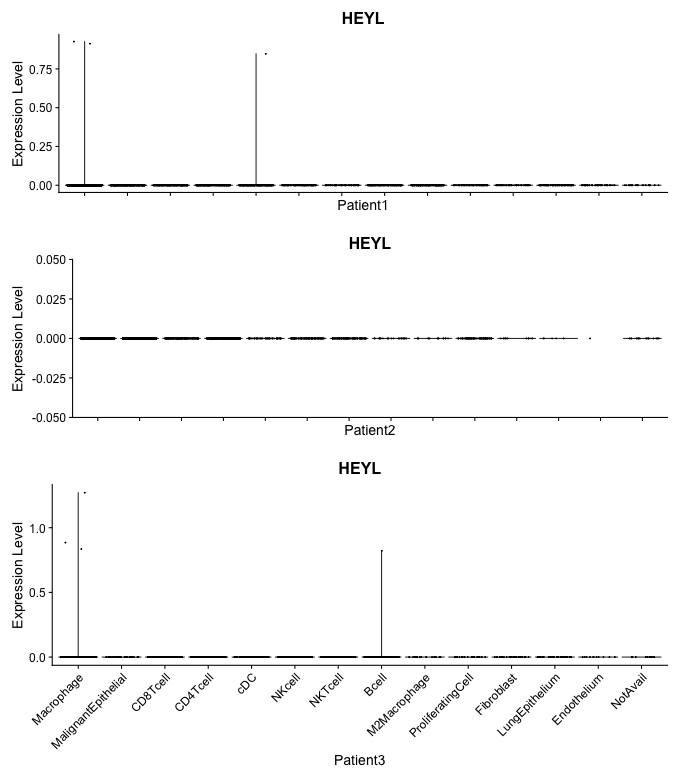 HEYL
Expression Level
0.75
0.50
0.25
0.00
Patient1
HEYL
Expression Level
0.050
0.025
0.000
-0.025
-0.050
Patient2
HEYL
Expression Level
1.0
0.5
0.0
Macrophage
MalignantEpithelial
CD8Tcell
CD4Tcell
cDC
NKcell
NKTcell
Bcell
M2Macrophage
ProliferatingCell
Fibroblast
LungEpithelium
Endothelium
NotAvail
Patient3